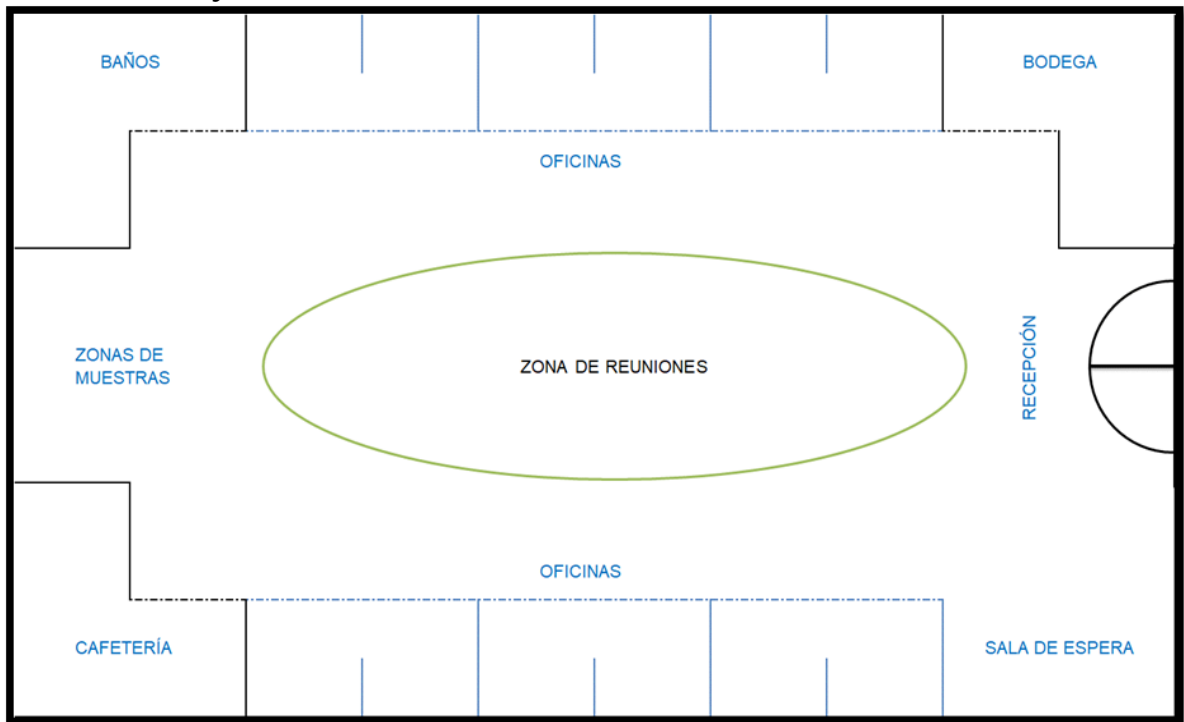 BAÑOS
BODEGA
OFICINAS
ZONAS DE
MUESTRAS
ZONA DE REUNIONES
RECEPCIÓN
OFICINAS
CAFETERÍA
SALA DE ESPERA